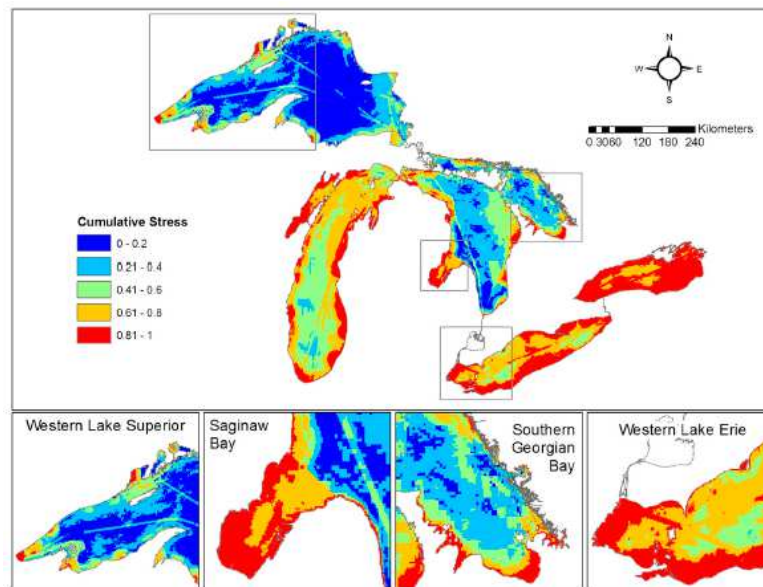 N
W E
S
Kilometers
0 30 60 120 180 240
Cumulative Stress
0 - 0.2
0.21 - 0.4
0.41 - 0.6
0.61 - 0.8
0.81 - 1
Western Lake Superior
Saginaw
Bay
Southern
Georgian
Bay
Western Lake Erie